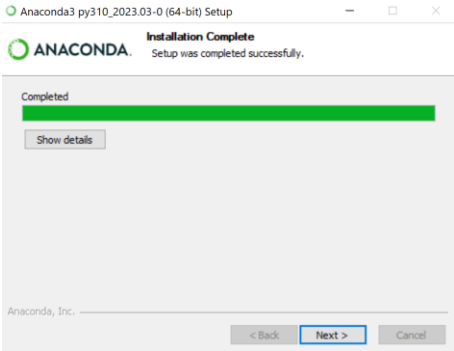 Anaconda3 py310_2023.03-0 (64-bit) Setup
ANACONDA.
Installation Complete
Setup was completed successfully.
Completed
Show details
Anaconda, Inc.
< Back
Next >
Cancel